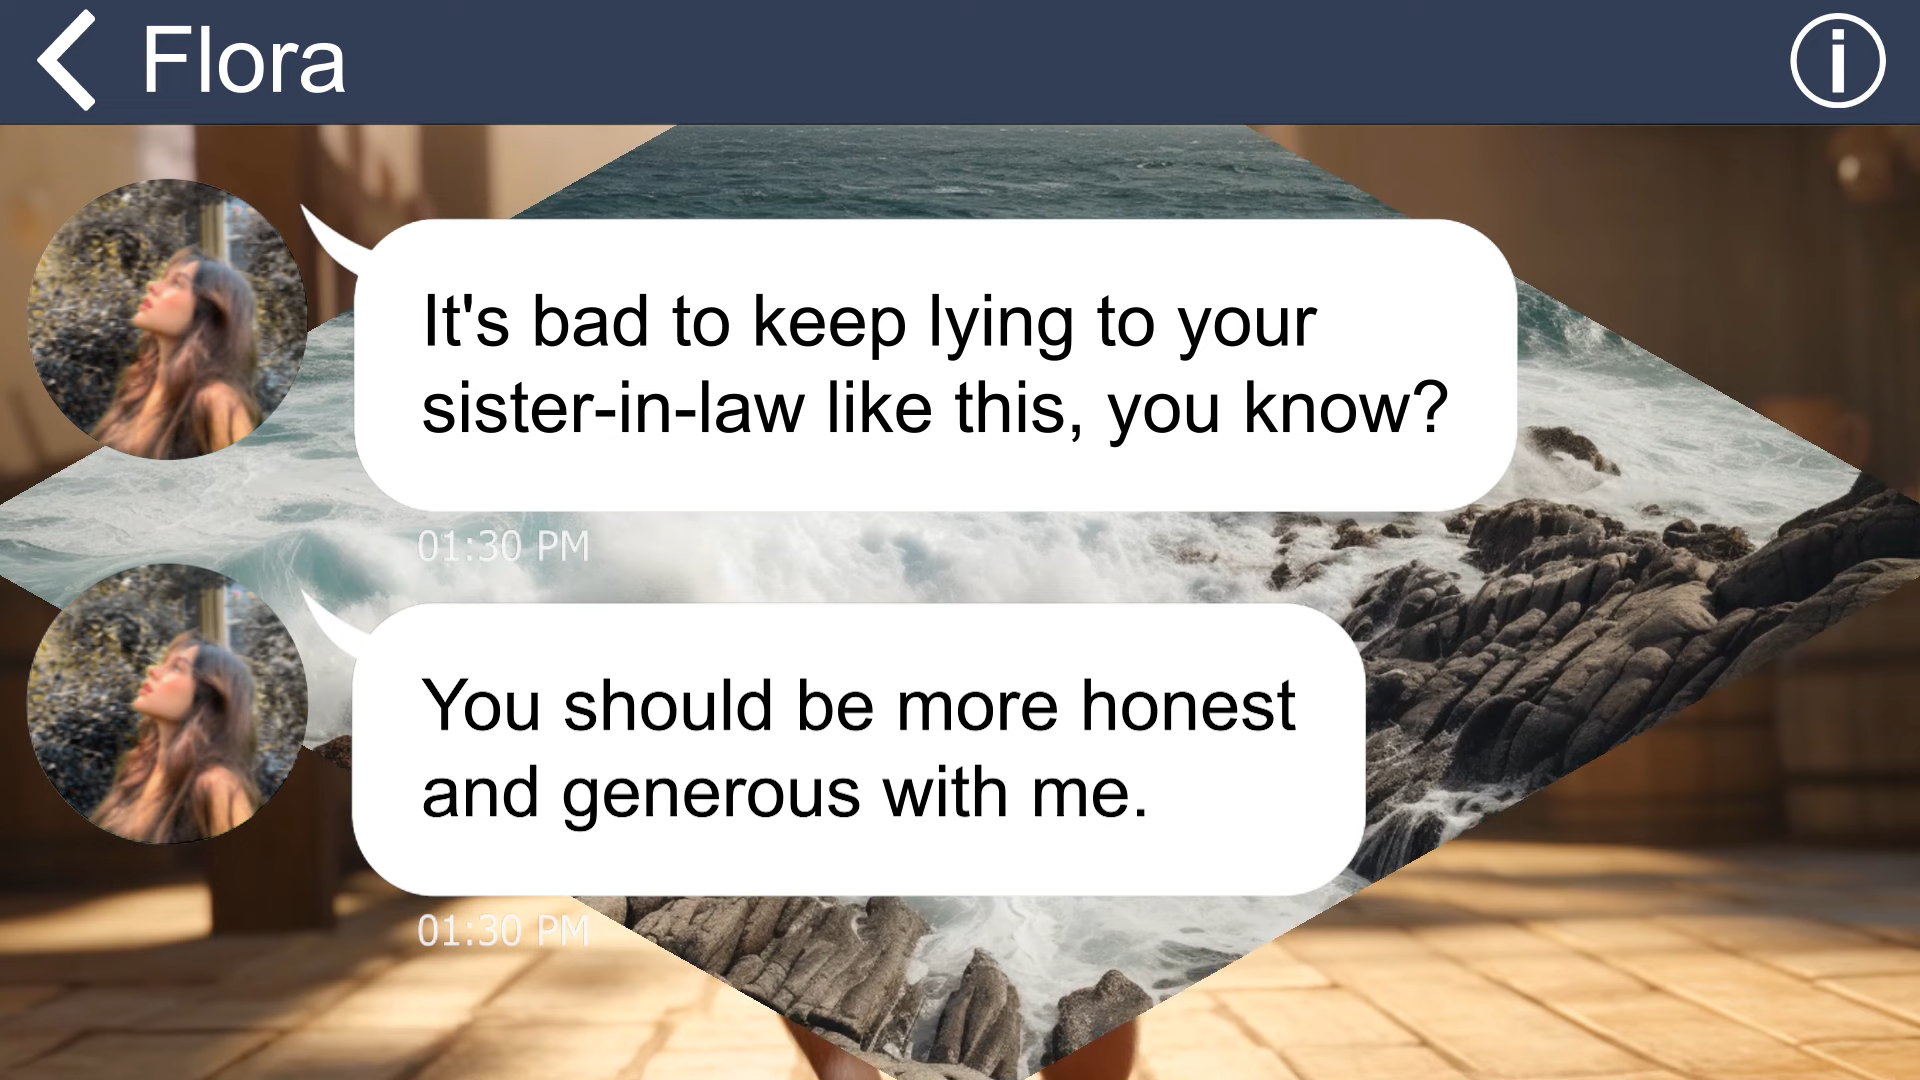 Flora
It's bad to keep lying to your
sister-in-law like this, you know?
01:30 PM
You should be more honest
and generous with me.
01:30 PM